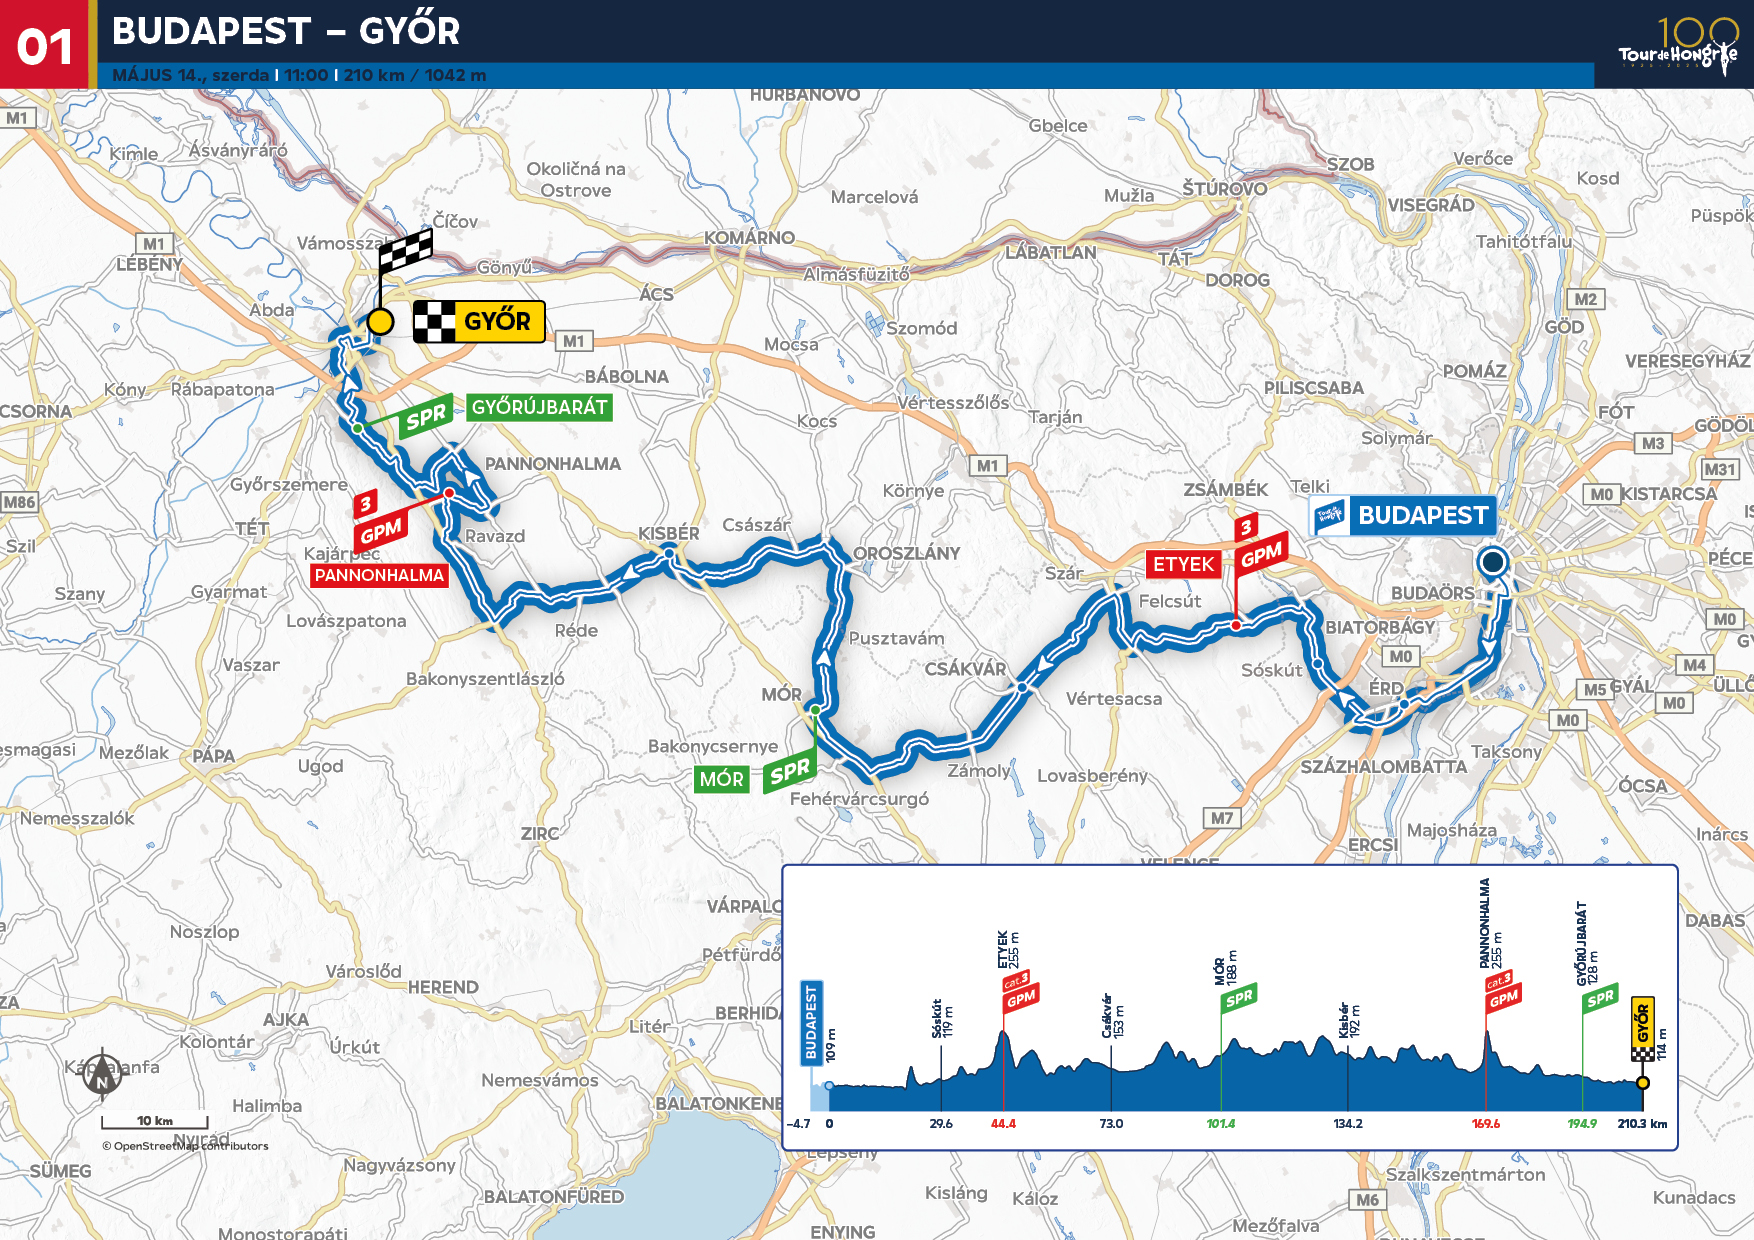 01
BUDAPEST – GYŐR
MÁJUS 14., szerda | 11:00 | 210 km / 1042 m
100
Tour de Hongrie
HURBANOVO
M1
Gbelce
Kimle
Ásványráró
Okoličná na
Ostrove
SZOB
Verőce
Kosd
Marcelová
Mužla
ŠTÚROVO
VISEGRÁD
Püspök
Číčov
Vámossza
KOMÁRNO
Tahitótfalu
M1
LÉBÉNY
Gönyű
LÁBATLAN
TÁT
Almásfüzitő
DOROG
ÁCS
M2
Abda
GYŐR
Szomód
GÖD
M1
Mocsa
VERESEGYHÁZ
BÁBOLNA
POMÁZ
Kóny
Rábapatona
PILISCSABA
CSORNA
SPR
GYŐRÚJBARÁT
Vértesszőlős
Tarján
FÓT
Kocs
GÖDÖL
Solymár
M3
PANNONHALMA
M1
M31
Győrszemere
Környe
ZSÁMBÉK
Telki
M0
KISTARCSA
M86
3
GPM
BUDAPEST
TÉT
Császár
3
GPM
KISBÉR
Ravazd
Szil
Kajárpéc
OROSZLÁNY
ETYEK
PÉCE
PANNONHALMA
Szár
Szany
Gyarmat
Felcsút
BUDAÖRS
Lovászpatona
Réde
BIATORBÁGY
M0
Pusztavám
M0
Vaszar
CSÁKVÁR
Sóskút
M4
Bakonyszentlászló
MÓR
Vértesacsa
ÉRD
M5
GYÁL
ÜLLŐ
M0
M0
esmagasi
Mezőlak
PÁPA
Bakonycsernye
Taksony
Ugod
MÓR
SPR
Zámoly
Lovasberény
SZÁZHALOMBATTA
ÓCSA
Fehérvárcsurgó
Nemesszalók
ZIRC
M7
Majosháza
Inárcs
ERCSI
VELENCE
VÁRPALO
DABAS
Noszlop
Pétfürdő
Városlőd
HEREND
BERHIDA
AJKA
Litér
Kolontár
Úrkút
Káptalanfa
N
Nemesvámos
Halimba
BALATONKENE
10 km
© OpenStreetMap contributors
Nyirád
Lepsény
SÜMEG
Nagyvázsony
BALATONFÜRED
Kisláng
Káloz
M6
Szalkszentmárton
Kunadacs
Monostorapáti
ENYING
Mezőfalva
BUDAPEST
109 m
Sóskút
119 m
ETYEK
255 m
cat.3
GPM
Csákvár
153 m
MÓR
188 m
SPR
Kisbér
192 m
PANNONHALMA
255 m
cat.3
GPM
GYŐRÚJBARÁT
128 m
SPR
GYŐR
114 m
-4.7 0 29.6 44.4 73.0 101.4 134.2 169.6 194.9 210.3 km